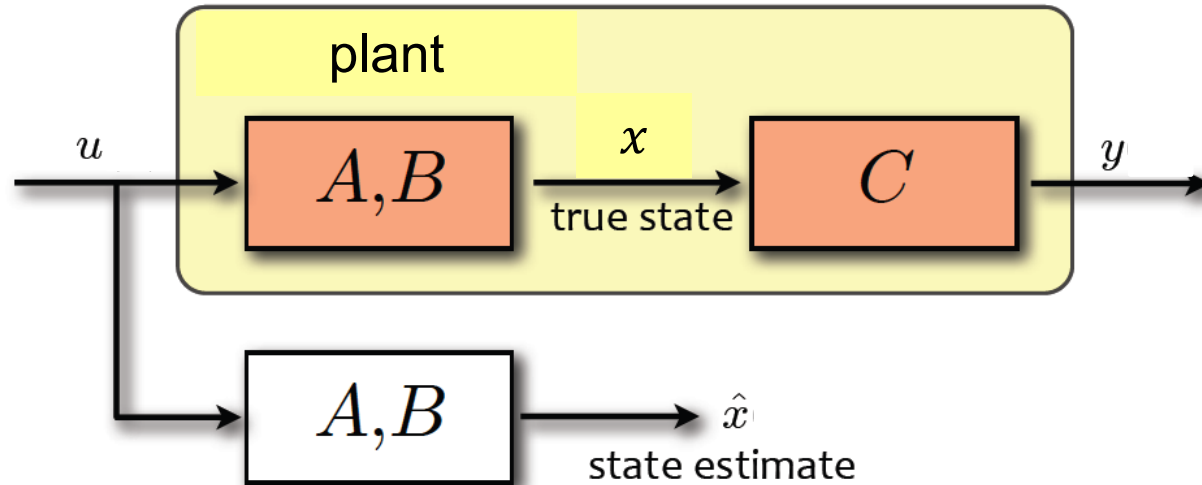 plant
u
A,B
x
true state
C
y
A,B
x̂
state estimate